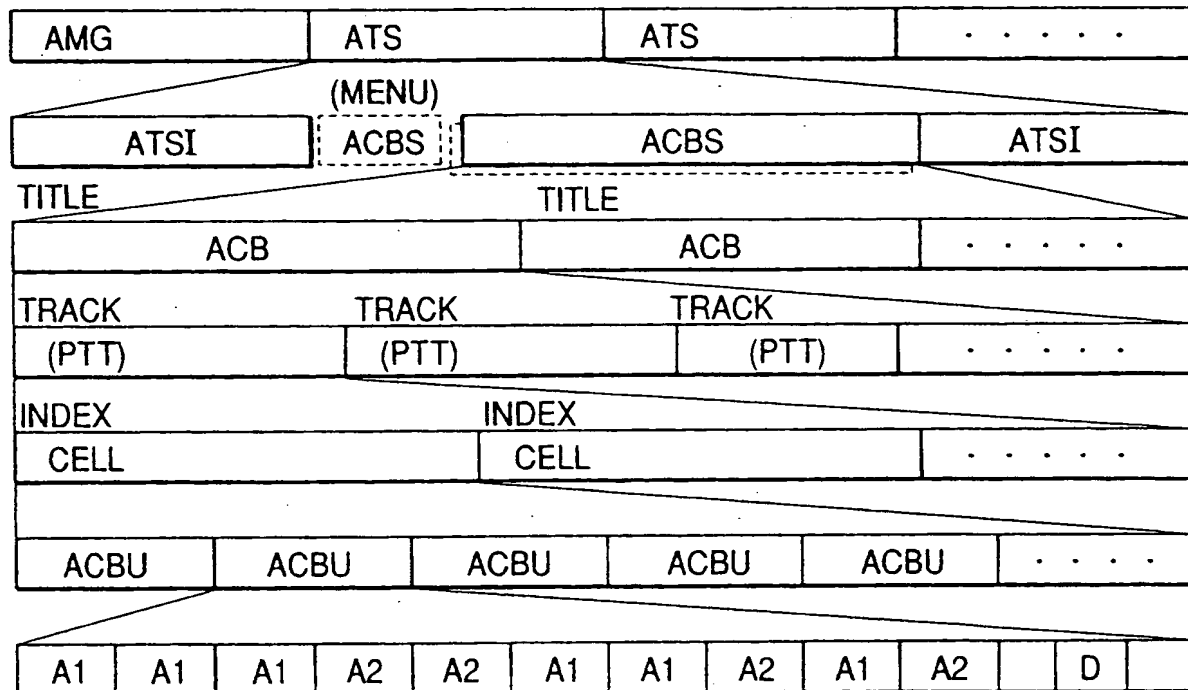 AMG ATS ATS · · · · ·
(MENU)
ATSI ACBS ACBS ATSI
TITLE TITLE
ACB ACB · · · · ·
TRACK TRACK TRACK
(PTT) (PTT) (PTT) · · · · ·
INDEX INDEX
CELL CELL · · · · ·
ACBU ACBU ACBU ACBU ACBU · · · ·
A1 A1 A1 A2 A2 A1 A1 A2 A1 A2 D